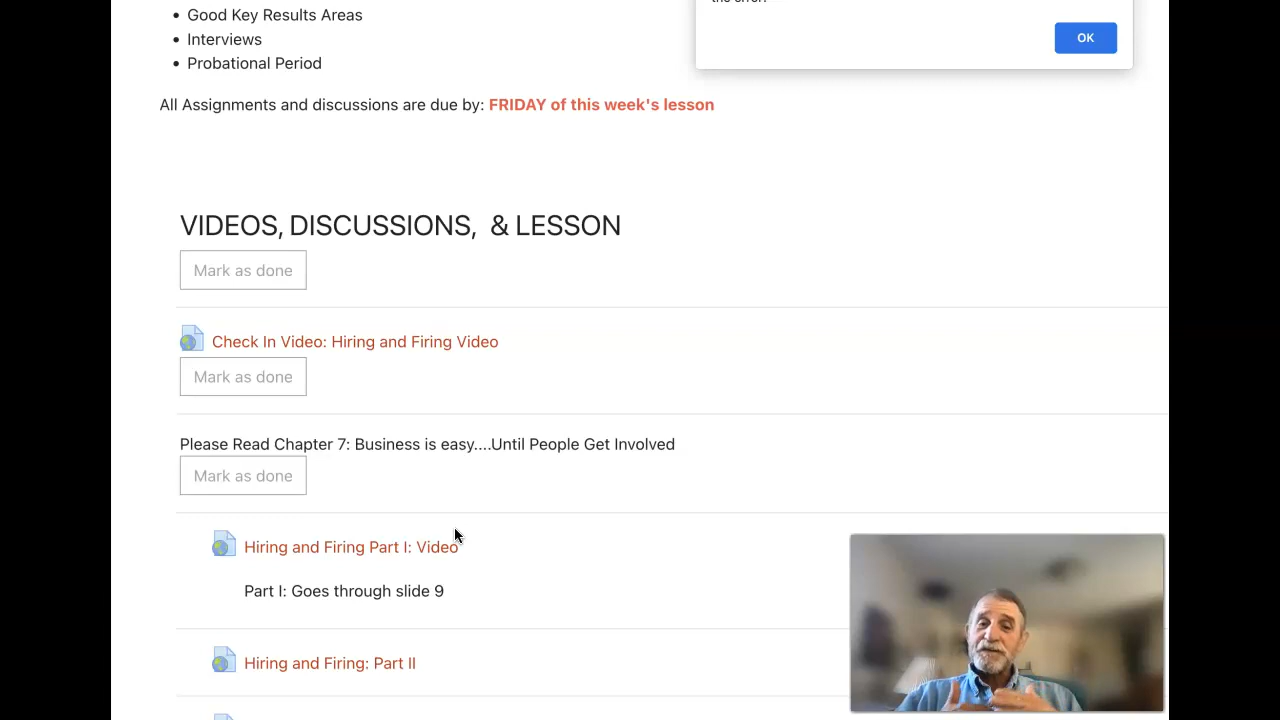 Good Key Results Areas
Interviews
Probational Period
OK
All Assignments and discussions are due by: FRIDAY of this week's lesson
VIDEOS, DISCUSSIONS, & LESSON
Mark as done
Check In Video: Hiring and Firing Video
Mark as done
Please Read Chapter 7: Business is easy....Until People Get Involved
Mark as done
Hiring and Firing Part I: Video
Part I: Goes through slide 9
Hiring and Firing: Part II